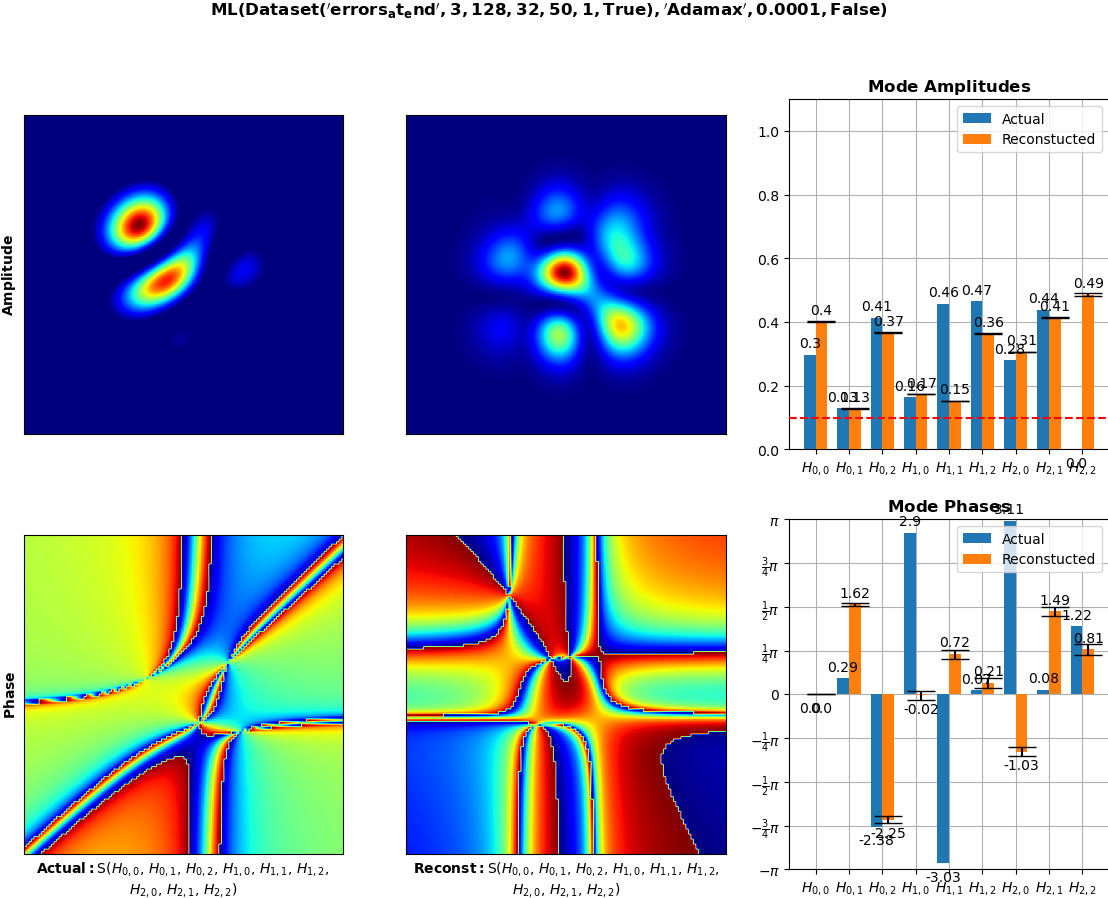 ML(Dataset('errors_at_end', 3, 128, 32, 50, 1, True), 'Adamax', 0.0001, False)
Mode Amplitudes
Amplitude
Actual
Reconstucted
1.0
0.8
0.6
0.4
0.2
0.0
0.3 0.4 0.13 0.13 0.41 0.37 0.16 0.17 0.46 0.15 0.47 0.36 0.28 0.31 0.44 0.41 0.0 0.49
H0,0 H0,1 H0,2 H1,0 H1,1 H1,2 H2,0 H2,1 H2,2
Mode Phases
Phase
Actual
Reconstucted
π
3/4π
1/2π
1/4π
0
−1/4π
−1/2π
−3/4π
−π
0.0 0.0 0.29 1.62 -2.38 -2.25 2.9 -0.02 -3.03 0.72 0.07 0.21 3.11 -1.03 0.08 1.49 1.22 0.81
H0,0 H0,1 H0,2 H1,0 H1,1 H1,2 H2,0 H2,1 H2,2
Actual: S(H0,0, H0,1, H0,2, H1,0, H1,1, H1,2,
H2,0, H2,1, H2,2)
Reconst: S(H0,0, H0,1, H0,2, H1,0, H1,1, H1,2,
H2,0, H2,1, H2,2)